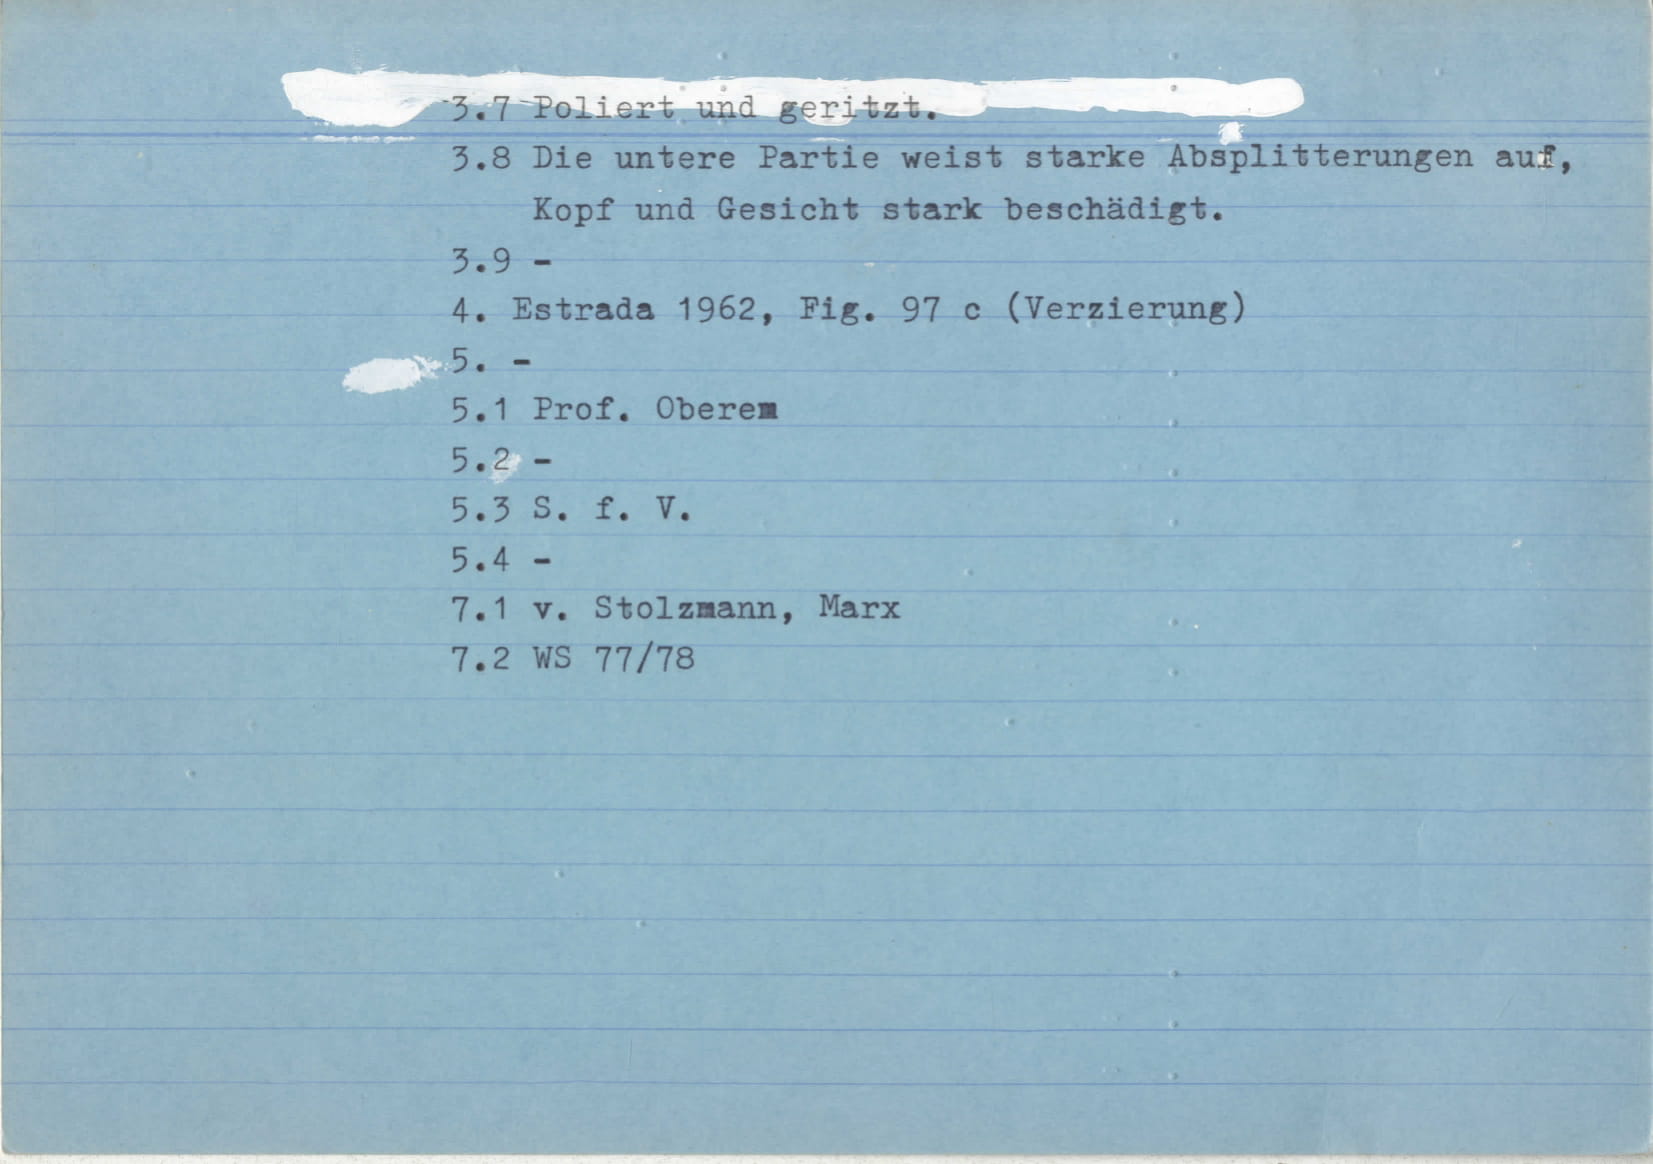 3.7 Poliert und geritzt.
3.8 Die untere Partie weist starke Absplitterungen auf,
Kopf und Gesicht stark beschädigt.
3.9 -
4. Estrada 1962, Fig. 97 c (Verzierung)
5. -
5.1 Prof. Oberem
5.2 -
5.3 S. f. V.
5.4 -
7.1 v. Stolzmann, Marx
7.2 WS 77/78